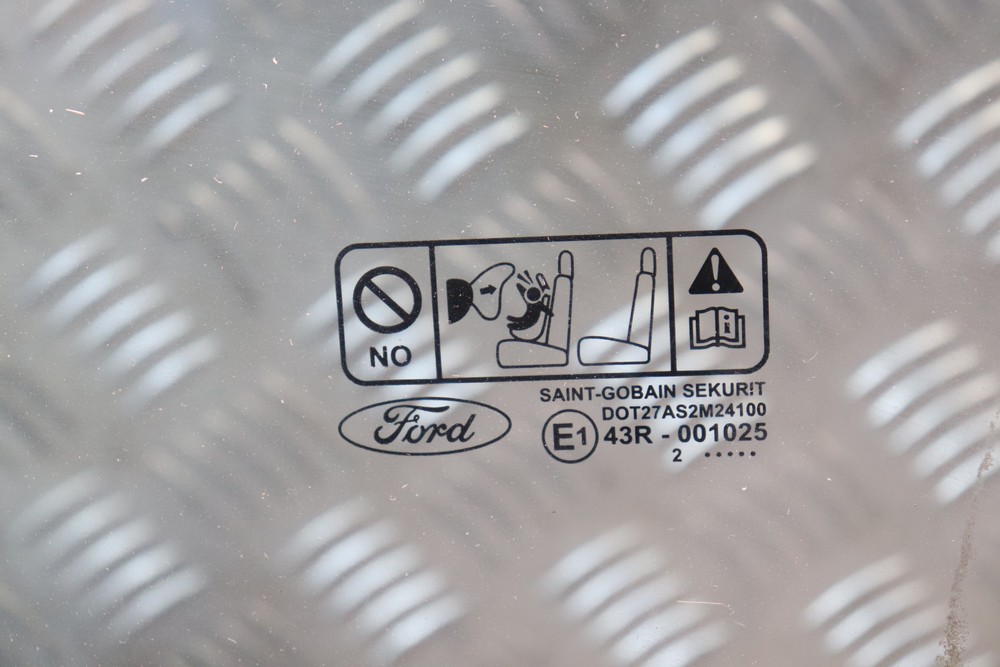 NO
Ford
SAINT-GOBAIN SEKURIT
DOT27AS2M24100
E1 43R - 001025
2 .....